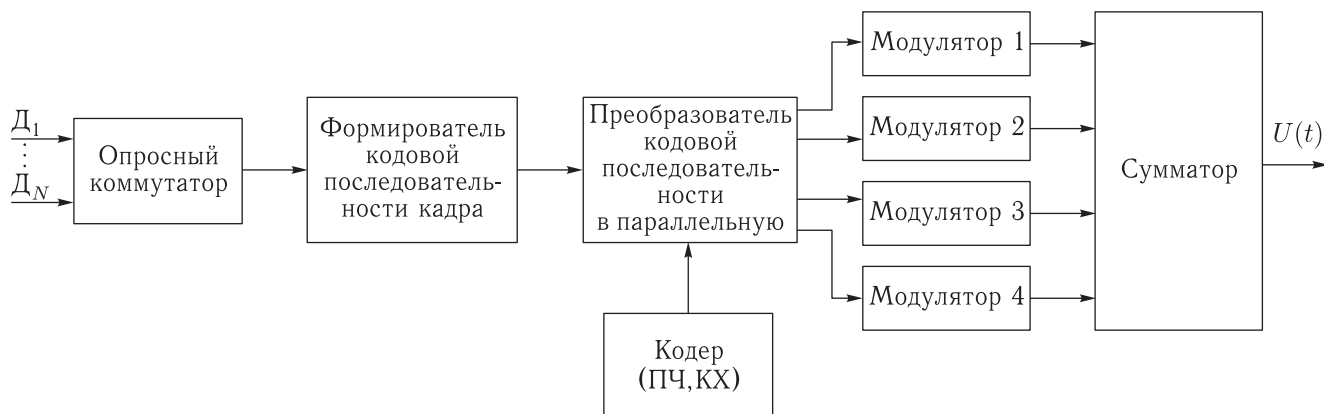 Д1
Д_N
Опросный
коммутатор
Формирователь
кодовой
последователь-
ности кадра
Преобразователь
кодовой
последователь-
ности
в параллельную
Кодер
(ПЧ,КХ)
Модулятор 1
Модулятор 2
Модулятор 3
Модулятор 4
Сумматор
U(t)